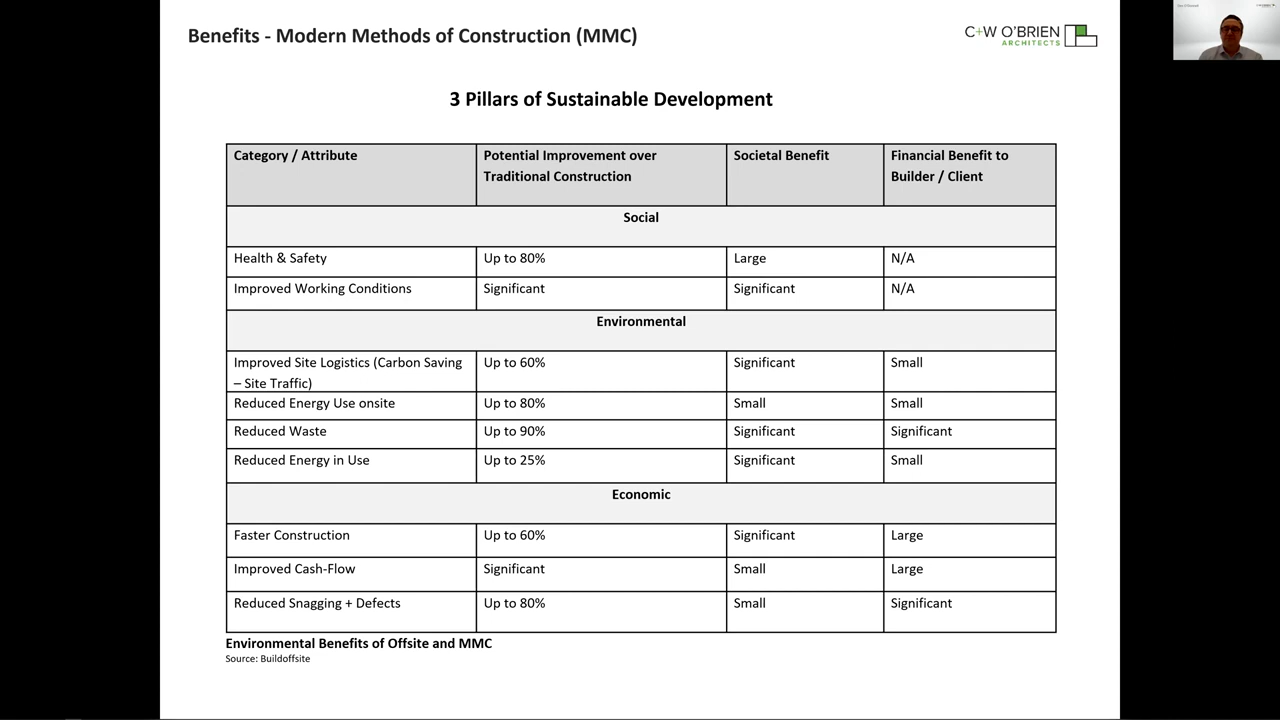 Benefits - Modern Methods of Construction (MMC)
C+W O'BRIEN
ARCHITECTS
3 Pillars of Sustainable Development
Category / Attribute
Potential Improvement over
Traditional Construction
Societal Benefit
Financial Benefit to
Builder / Client
Social
Health & Safety
Up to 80%
Large
N/A
Improved Working Conditions
Significant
Significant
N/A
Environmental
Improved Site Logistics (Carbon Saving
– Site Traffic)
Up to 60%
Significant
Small
Reduced Energy Use onsite
Up to 80%
Small
Small
Reduced Waste
Up to 90%
Significant
Significant
Reduced Energy in Use
Up to 25%
Significant
Small
Economic
Faster Construction
Up to 60%
Significant
Large
Improved Cash-Flow
Significant
Small
Large
Reduced Snagging + Defects
Up to 80%
Small
Significant
Environmental Benefits of Offsite and MMC
Source: Buildoffsite